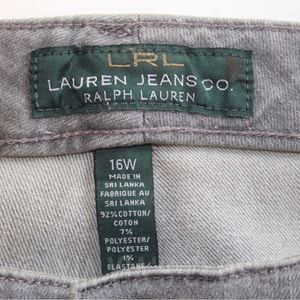 LRL
LAUREN JEANS CO.
RALPH LAUREN
16W
MADE IN
SRI LANKA
FABRIQUE AU
SRI LANKA
92% COTTON/
COTON
7%
POLYESTER/
POLYESTER
1%
ELASTANE